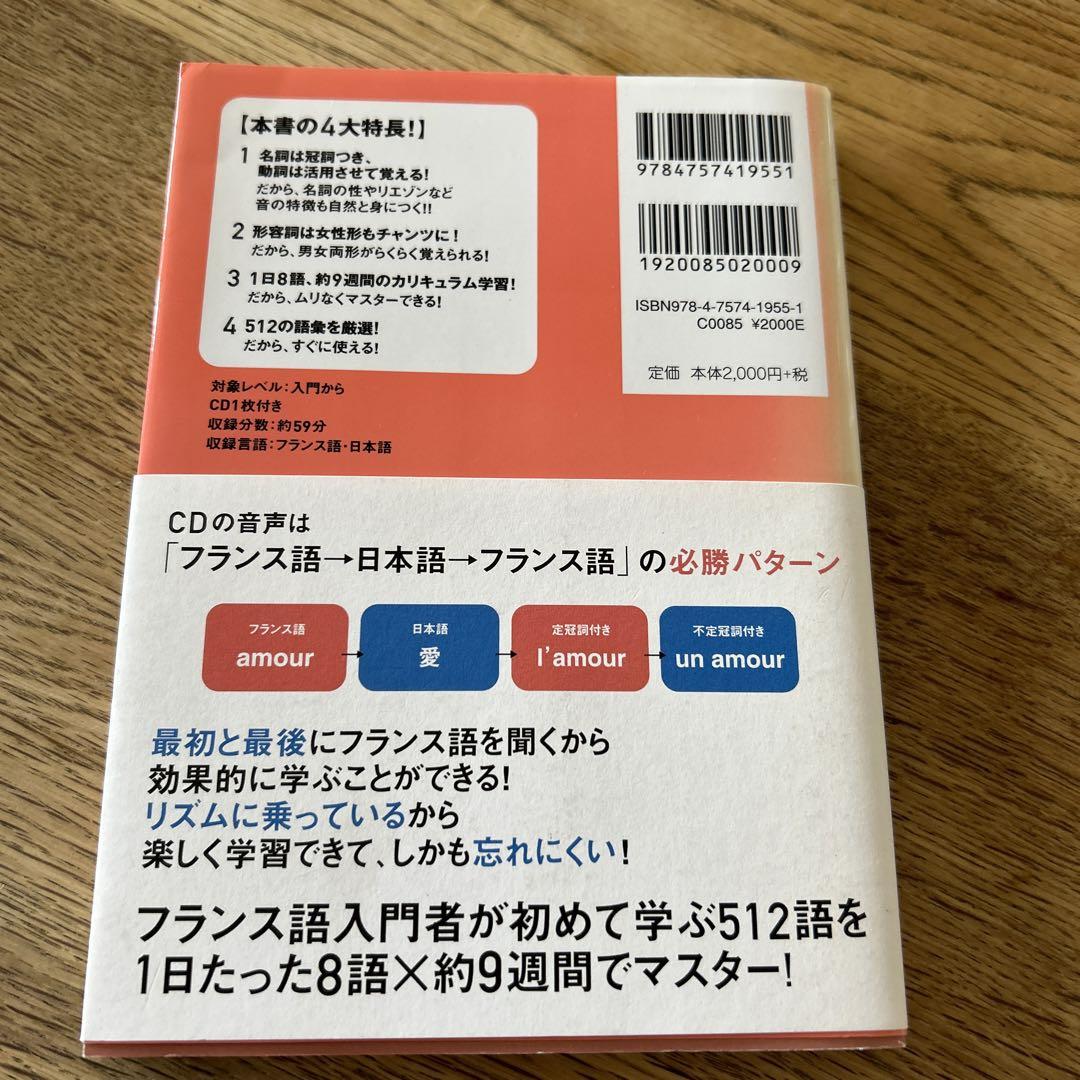 【本書の4大特長!】
1 名詞は冠詞つき、
動詞は活用させて覚える!
だから、名詞の性やリエゾンなど
音の特徴も自然と身につく!!
2 形容詞は女性形もチャンツに!
だから、男女両形がらくらく覚えられる!
3 1日8語、約9週間のカリキュラム学習!
だから、ムリなくマスターできる!
4 512の語彙を厳選!
だから、すぐに使える!
対象レベル:入門から
CD1枚付き
収録分数:約59分
収録言語:フランス語・日本語
9784757419551
1920085020009
ISBN978-4-7574-1955-1
C0085 ¥2000E
定価 本体2,000円+税
CDの音声は
「フランス語→日本語→フランス語」の必勝パターン
フランス語
amour
日本語
愛
定冠詞付き
l'amour
不定冠詞付き
un amour
最初と最後にフランス語を聞くから
効果的に学ぶことができる!
リズムに乗っているから
楽しく学習できて、しかも忘れにくい!
フランス語入門者が初めて学ぶ512語を
1日たった8語×約9週間でマスター!